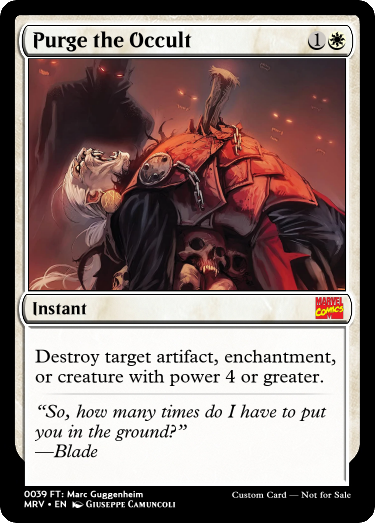 Purge the Occult 1
Instant
MARVEL
COMICS
Destroy target artifact, enchantment,
or creature with power 4 or greater.
“So, how many times do I have to put
you in the ground?”
—Blade
0039 FT: Marc Guggenheim
MRV • EN Giuseppe Camuncoli
Custom Card — Not for Sale